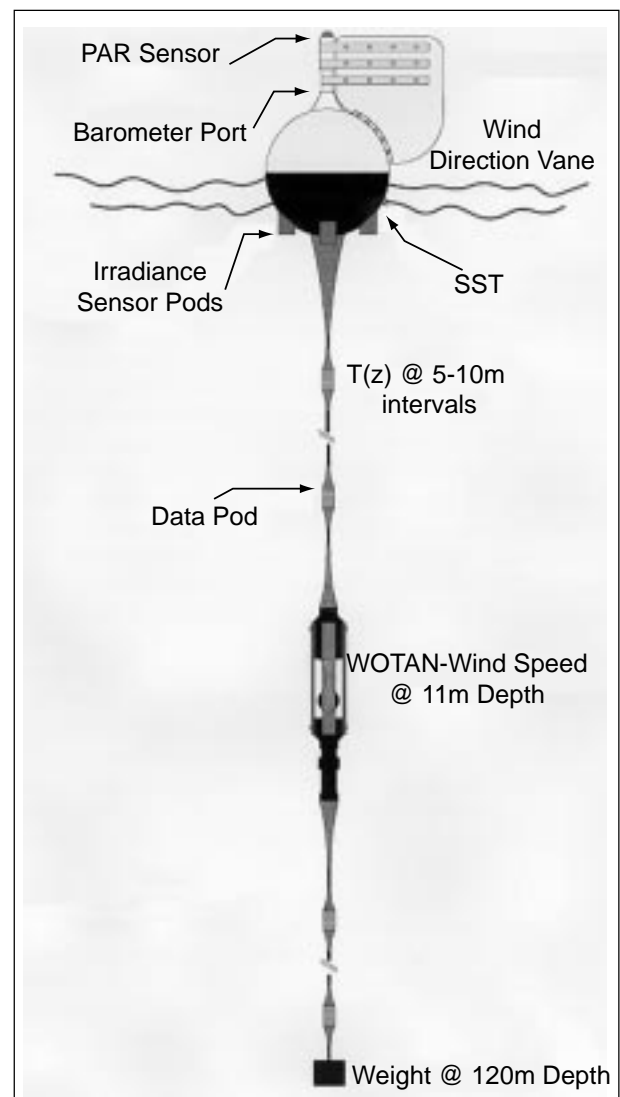 PAR Sensor
Barometer Port
Wind
Direction Vane
Irradiance
Sensor Pods
SST
T(z) @ 5-10m
intervals
Data Pod
WOTAN-Wind Speed
@ 11m Depth
Weight @ 120m Depth